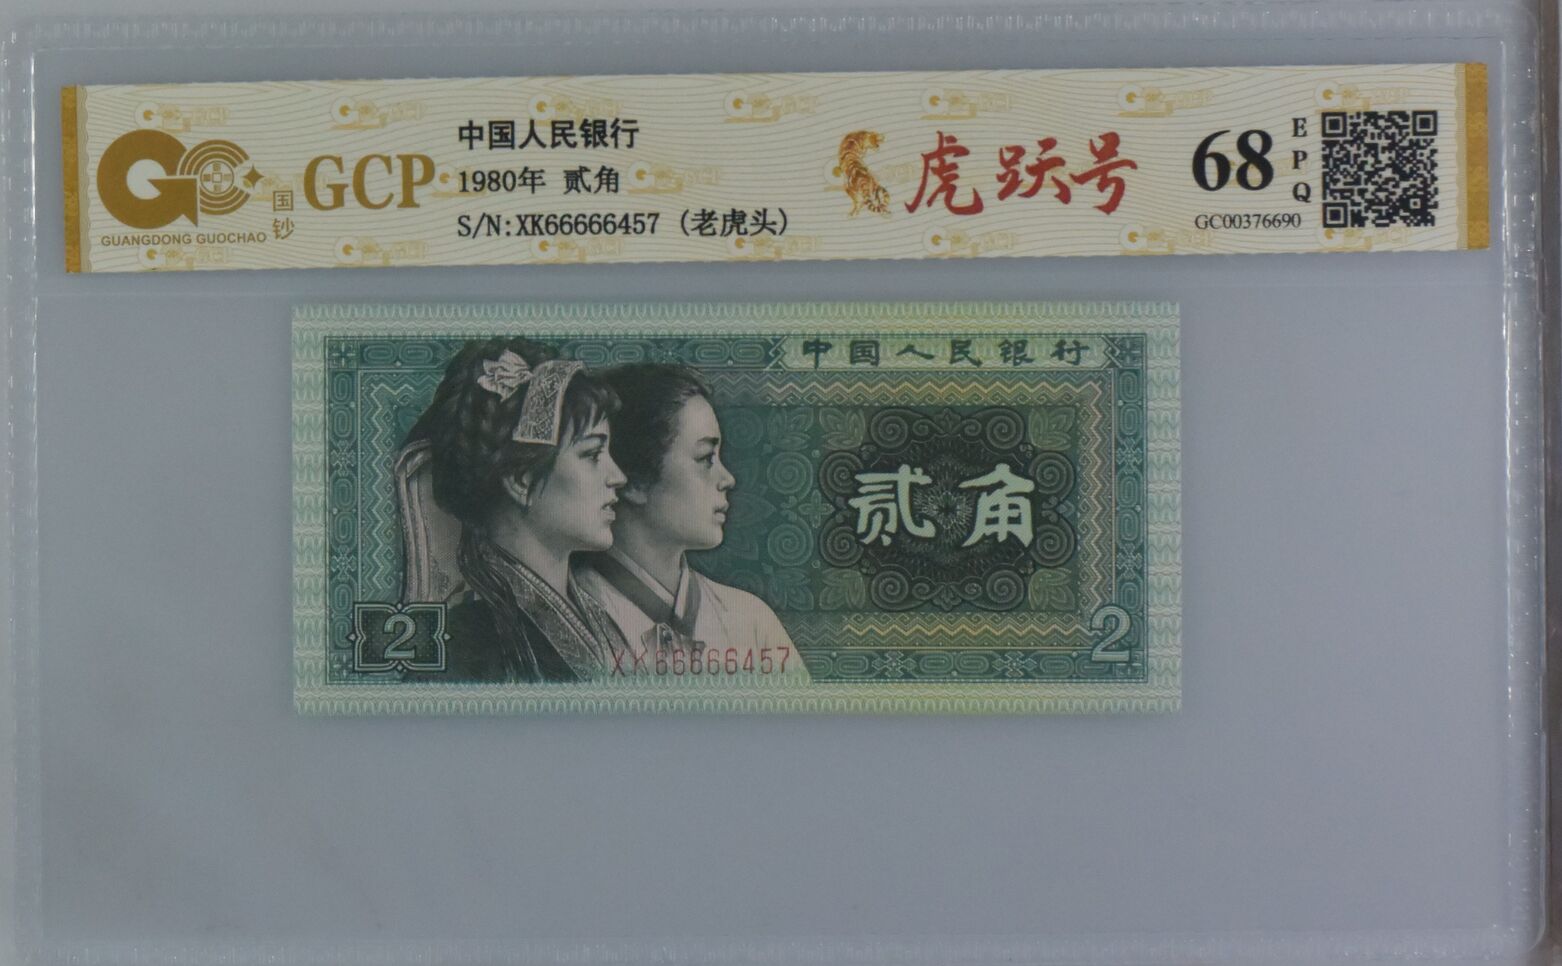 GUANGDONG GUOCHAO
国钞
GCP
中国人民银行
1980年 贰角
S/N:XK66666457（老虎头）
虎跃号
68
EPQ
GC00376690
中国人民银行
贰角
2
XK66666457
2